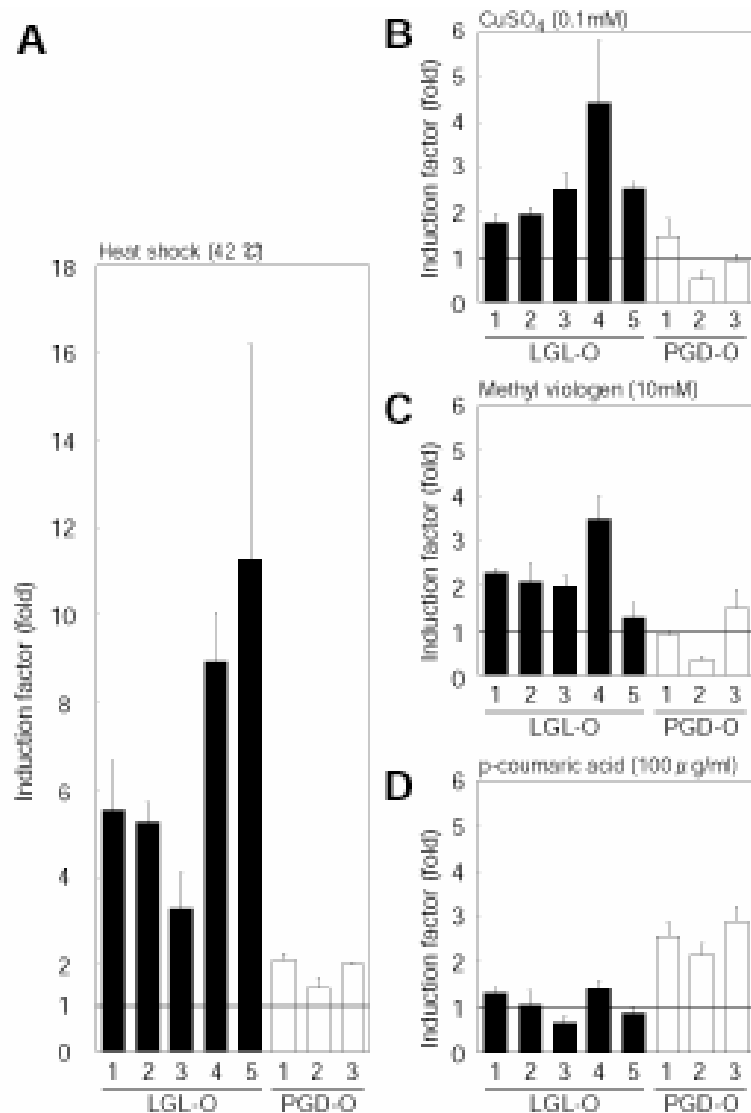 A
Heat shock (42 ℃)
Induction factor (fold)
18
16
14
12
10
8
6
4
2
1
0
1 2 3 4 5 1 2 3
LGL-O PGD-O
B
CuSO₄ (0.1mM)
Induction factor (fold)
6
5
4
3
2
1
0
1 2 3 4 5 1 2 3
LGL-O PGD-O
C
Methyl viologen (10mM)
Induction factor (fold)
6
5
4
3
2
1
0
1 2 3 4 5 1 2 3
LGL-O PGD-O
D
p-coumaric acid (100 μg/ml)
Induction factor (fold)
6
5
4
3
2
1
0
1 2 3 4 5 1 2 3
LGL-O PGD-O